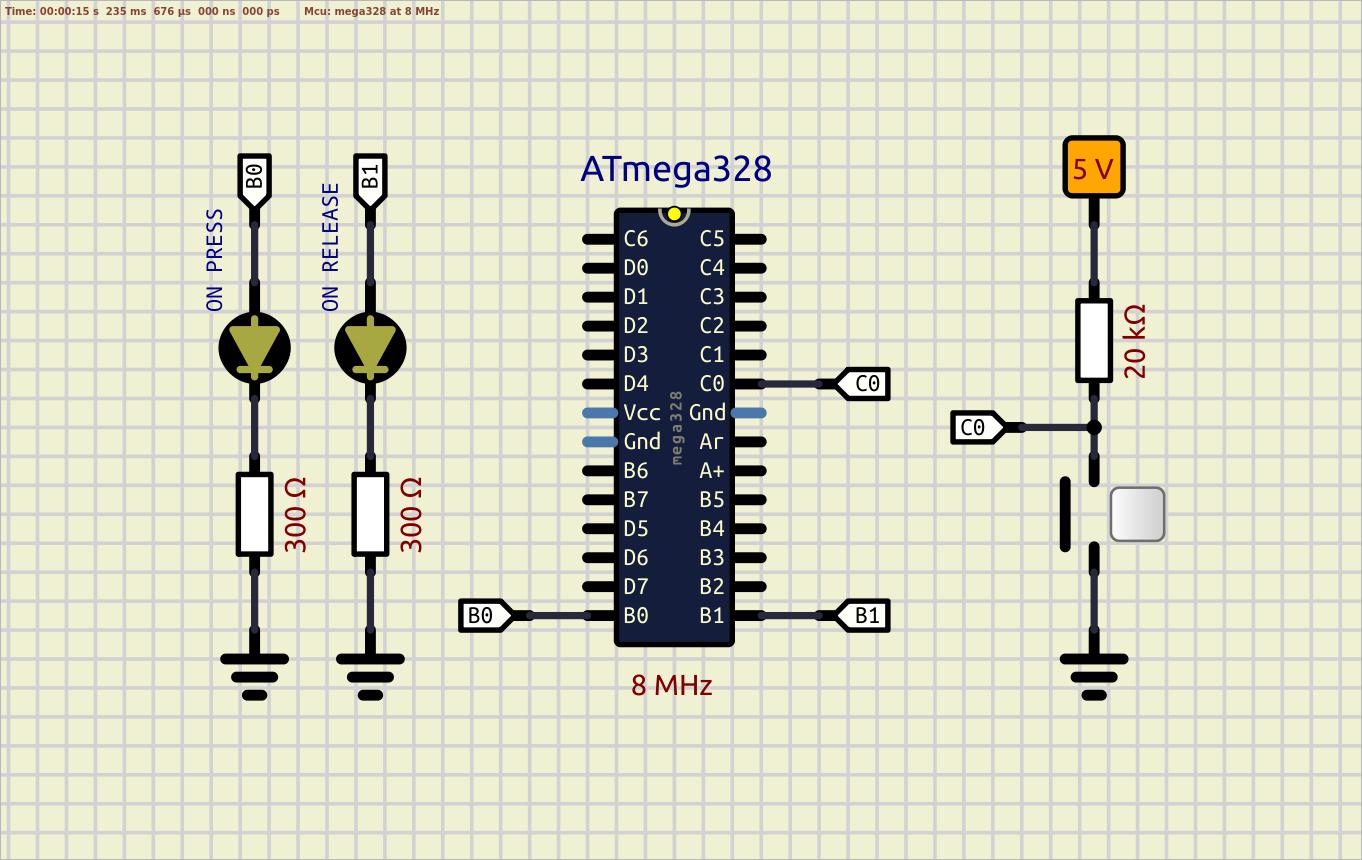 Time: 00:00:15 s 235 ms 676 µs 000 ns 000 ps Mcu: mega328 at 8 MHz
B0
B1
ON PRESS
ON RELEASE
300 Ω
300 Ω
ATmega328
C6 C5
D0 C4
D1 C3
D2 C2
D3 C1
D4 C0
Vcc Gnd
Gnd Ar
B6 A+
B7 B5
D5 B4
D6 B3
D7 B2
B0 B1
mega328
8 MHz
B0
C0
B1
5 V
20 kΩ
C0